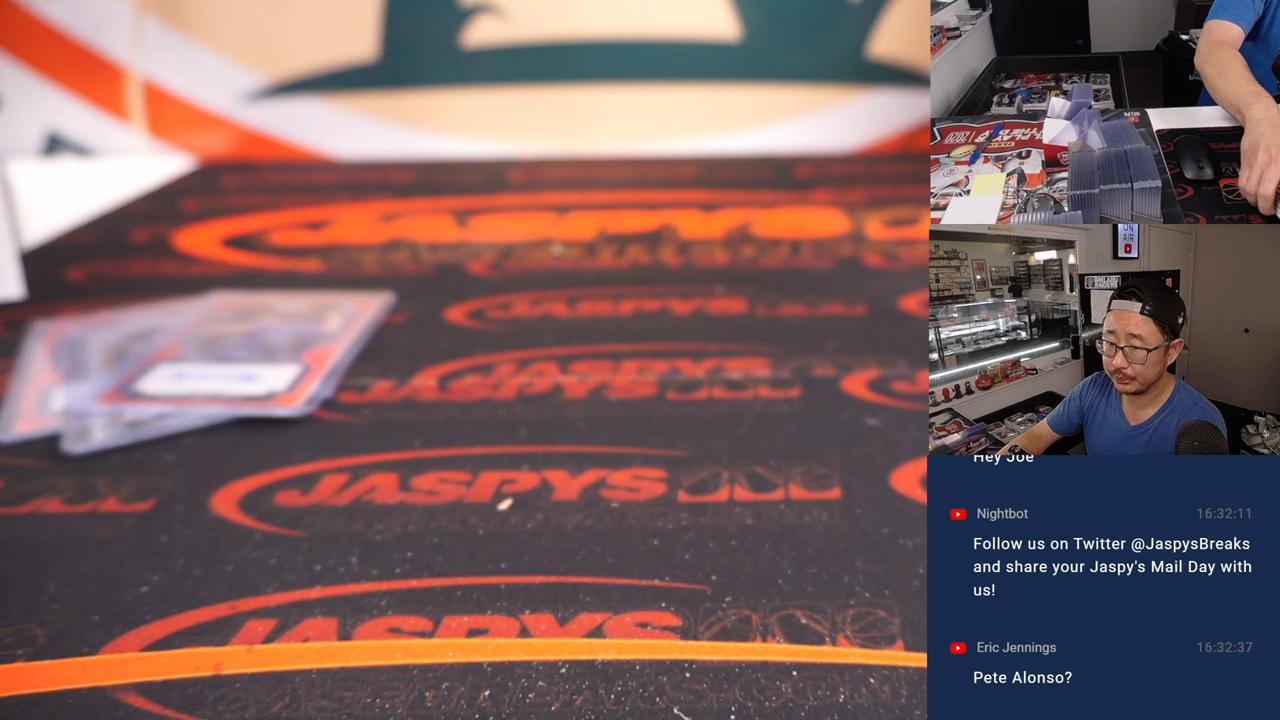 JASPYS
JASPYS
JASPYS
JASPYS
JASPYS
ON
AIR
2020
Hey Joe
Nightbot
16:32:11
Follow us on Twitter @JaspysBreaks
and share your Jaspy's Mail Day with
us!
Eric Jennings
16:32:37
Pete Alonso?